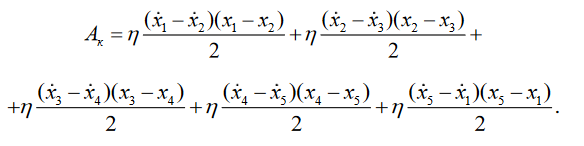 Aₖ = η (ẋ₁ − ẋ₂)(x₁ − x₂)/2 + η (ẋ₂ − ẋ₃)(x₂ − x₃)/2 +
+η (ẋ₃ − ẋ₄)(x₃ − x₄)/2 + η (ẋ₄ − ẋ₅)(x₄ − x₅)/2 + η (ẋ₅ − ẋ₁)(x₅ − x₁)/2 .